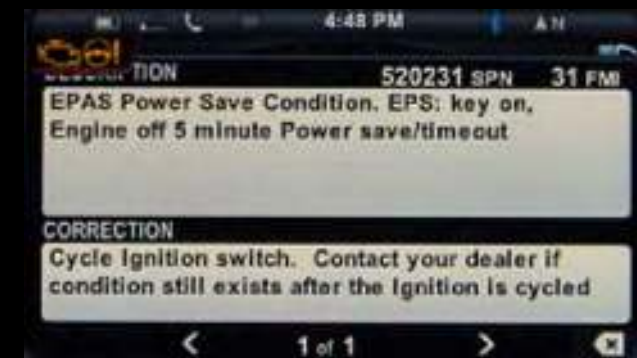 4:48 PM
A N
TION
520231 SPN 31 FMI
EPAS Power Save Condition. EPS: key on,
Engine off 5 minute Power save/timeout
CORRECTION
Cycle Ignition switch. Contact your dealer if
condition still exists after the Ignition is cycled
1 of 1